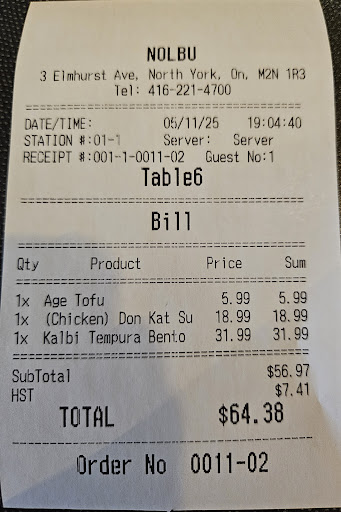 NOLBU
3 Elmhurst Ave, North York, On, M2N 1R3
Tel: 416-221-4700
DATE/TIME: 05/11/25 19:04:40
STATION #:01-1 Server: Server
RECEIPT #:001-1-0011-02 Guest No:1
Table6
Bill
Qty Product Price Sum
1x Age Tofu 5.99 5.99
1x (Chicken) Don Kat Su 18.99 18.99
1x Kalbi Tempura Bento 31.99 31.99
SubTotal $56.97
HST $7.41
TOTAL $64.38
Order No 0011-02